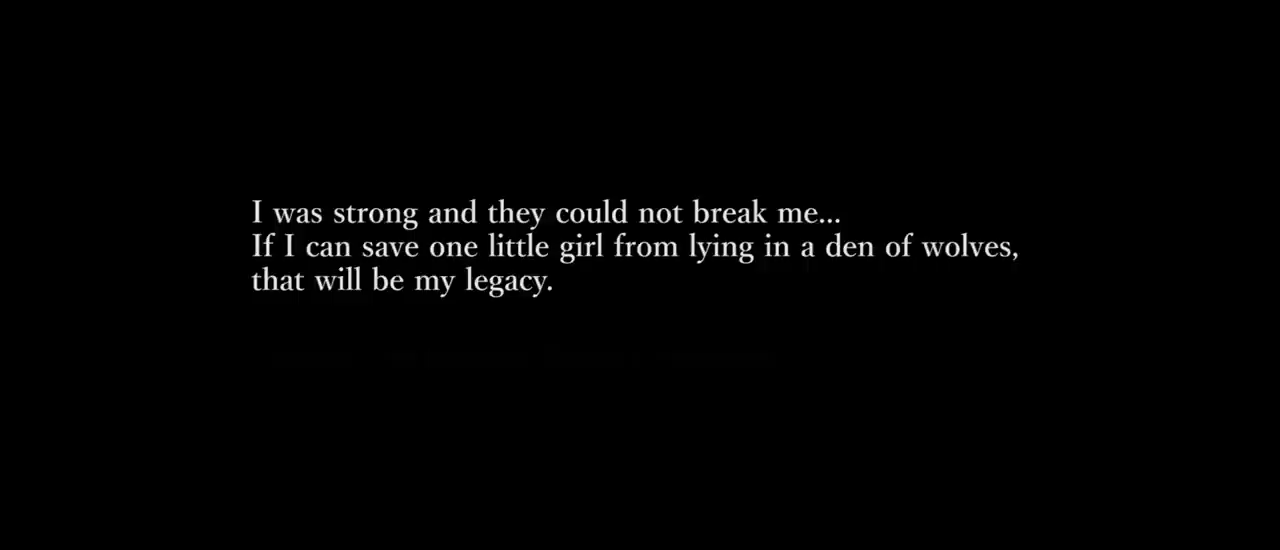 I was strong and they could not break me...
If I can save one little girl from lying in a den of wolves,
that will be my legacy.